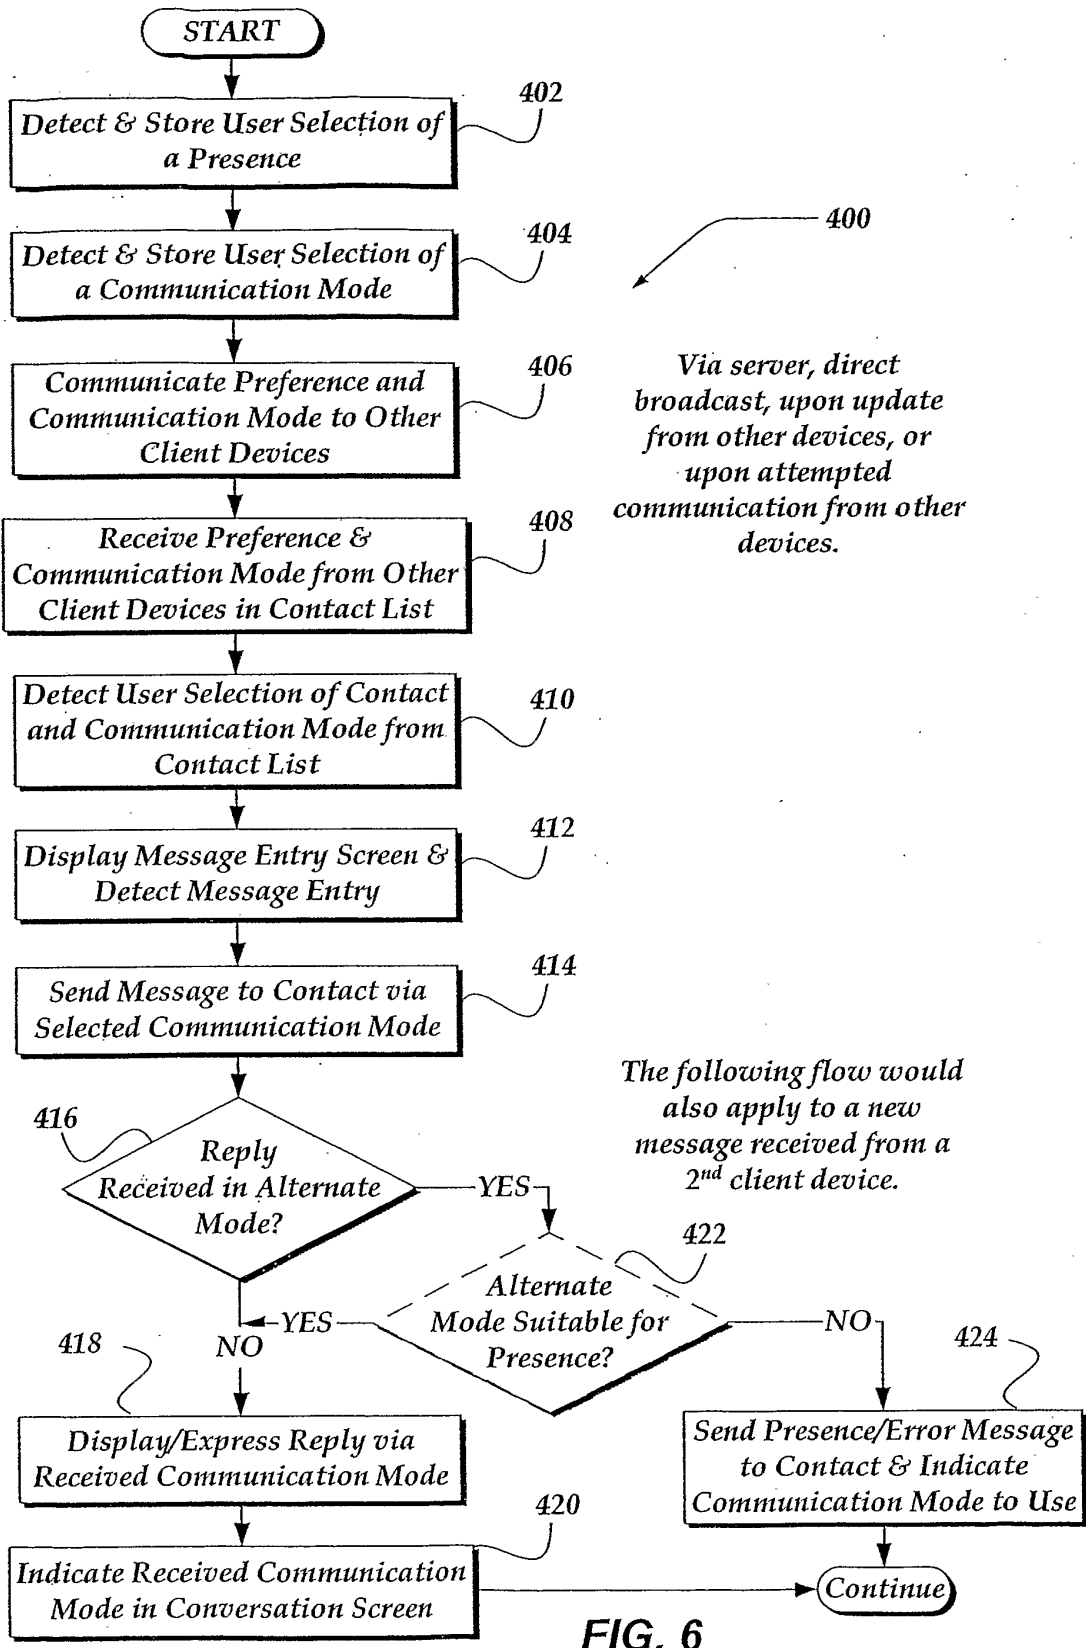 START
402
Detect & Store User Selection of
a Presence
400
404
Detect & Store User Selection of
a Communication Mode
406
Communicate Preference and
Communication Mode to Other
Client Devices
Via server, direct
broadcast, upon update
from other devices, or
upon attempted
communication from other
devices.
408
Receive Preference &
Communication Mode from Other
Client Devices in Contact List
410
Detect User Selection of Contact
and Communication Mode from
Contact List
412
Display Message Entry Screen &
Detect Message Entry
414
Send Message to Contact via
Selected Communication Mode
The following flow would
also apply to a new
message received from a
2nd client device.
416
Reply
Received in Alternate
Mode?
YES
422
Alternate
Mode Suitable for
Presence?
YES
NO
NO
418
424
Display/Express Reply via
Received Communication Mode
Send Presence/Error Message
to Contact & Indicate
Communication Mode to Use
420
Indicate Received Communication
Mode in Conversation Screen
Continue
FIG. 6